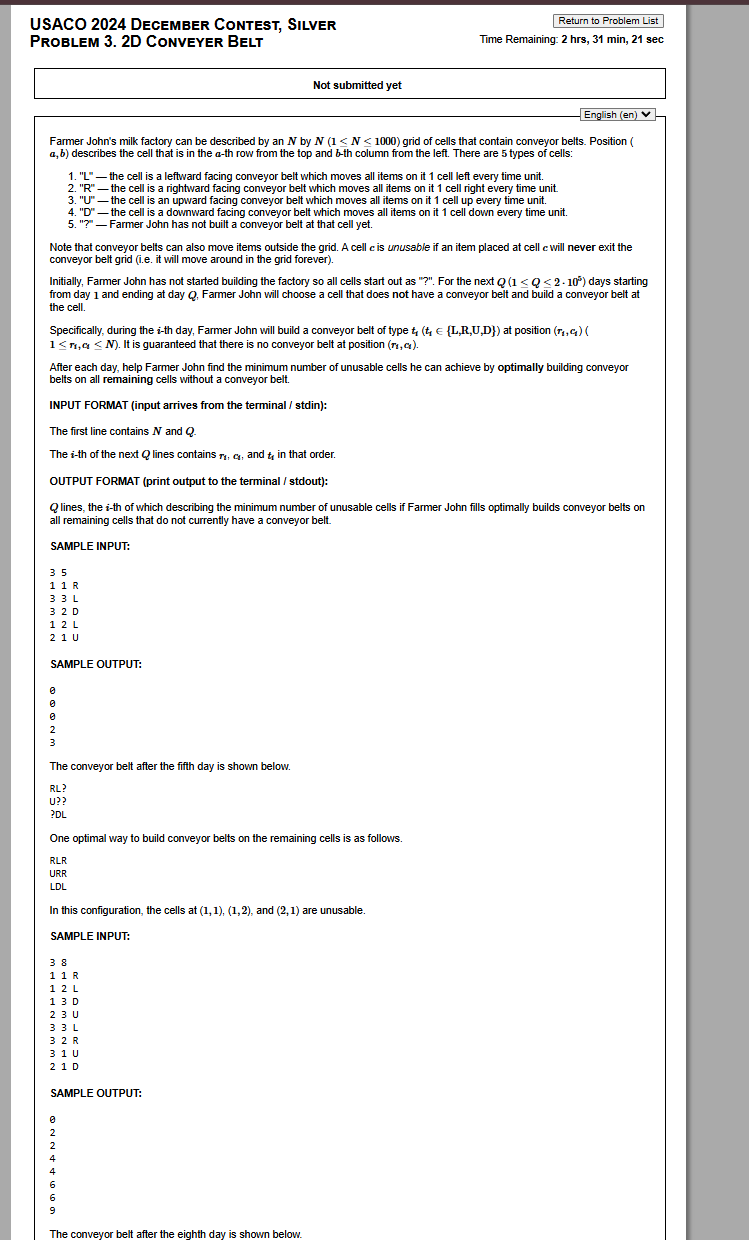 USACO 2024 December Contest, Silver
Problem 3. 2D Conveyer Belt
Return to Problem List
Time Remaining: 2 hrs, 31 min, 21 sec
Not submitted yet
English (en)
Farmer John's milk factory can be described by an N by N (1 ≤ N ≤ 1000) grid of cells that contain conveyor belts. Position (
a, b) describes the cell that is in the a-th row from the top and b-th column from the left. There are 5 types of cells:
1. "L" — the cell is a leftward facing conveyor belt which moves all items on it 1 cell left every time unit.
2. "R" — the cell is a rightward facing conveyor belt which moves all items on it 1 cell right every time unit.
3. "U" — the cell is an upward facing conveyor belt which moves all items on it 1 cell up every time unit.
4. "D" — the cell is a downward facing conveyor belt which moves all items on it 1 cell down every time unit.
5. "?" — Farmer John has not built a conveyor belt at that cell yet.
Note that conveyor belts can also move items outside the grid. A cell c is unusable if an item placed at cell c will never exit the
conveyor belt grid (i.e. it will move around in the grid forever).
Initially, Farmer John has not started building the factory so all cells start out as "?". For the next Q (1 ≤ Q ≤ 2 · 10⁵) days starting
from day 1 and ending at day Q, Farmer John will choose a cell that does not have a conveyor belt and build a conveyor belt at
the cell.
Specifically, during the i-th day, Farmer John will build a conveyor belt of type tᵢ (tᵢ ∈ {L,R,U,D}) at position (rᵢ, cᵢ) (
1 ≤ rᵢ, cᵢ ≤ N). It is guaranteed that there is no conveyor belt at position (rᵢ, cᵢ).
After each day, help Farmer John find the minimum number of unusable cells he can achieve by optimally building conveyor
belts on all remaining cells without a conveyor belt.
INPUT FORMAT (input arrives from the terminal / stdin):
The first line contains N and Q.
The i-th of the next Q lines contains rᵢ, cᵢ, and tᵢ in that order.
OUTPUT FORMAT (print output to the terminal / stdout):
Q lines, the i-th of which describing the minimum number of unusable cells if Farmer John fills optimally builds conveyor belts on
all remaining cells that do not currently have a conveyor belt.
SAMPLE INPUT:
3 5
1 1 R
3 3 L
3 2 D
1 2 L
2 1 U
SAMPLE OUTPUT:
0
0
0
2
3
The conveyor belt after the fifth day is shown below.
RL?
U??
?DL
One optimal way to build conveyor belts on the remaining cells is as follows.
RLR
URR
LDL
In this configuration, the cells at (1, 1), (1, 2), and (2, 1) are unusable.
SAMPLE INPUT:
3 8
1 1 R
1 2 L
1 3 D
2 3 U
3 3 L
3 2 R
3 1 U
2 1 D
SAMPLE OUTPUT:
0
2
2
4
4
6
6
9
The conveyor belt after the eighth day is shown below.